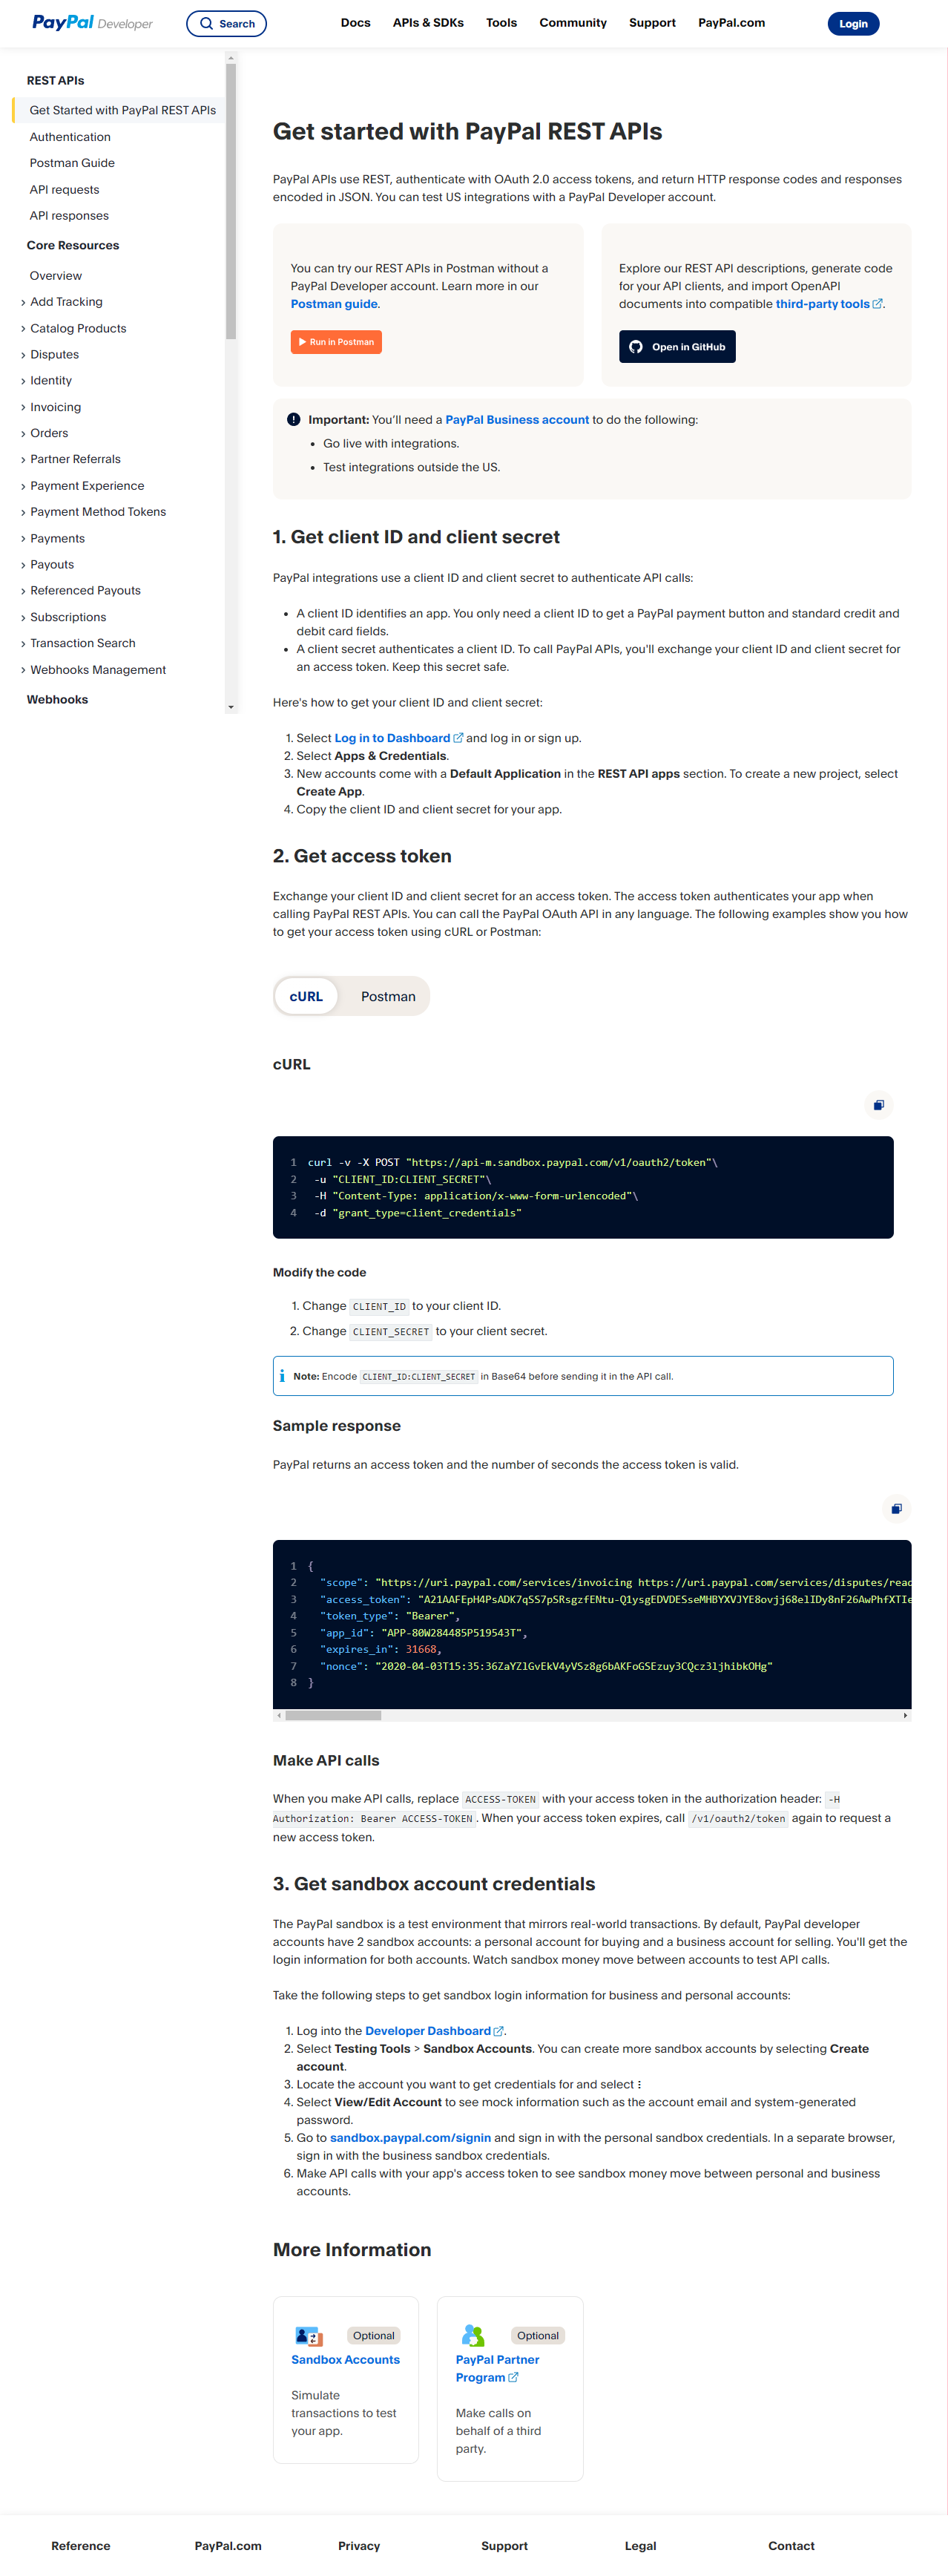 PayPal Developer
Search
Docs
APIs & SDKs
Tools
Community
Support
PayPal.com
Login
REST APIs
Get Started with PayPal REST APIs
Authentication
Postman Guide
API requests
API responses
Core Resources
Overview
Add Tracking
Catalog Products
Disputes
Identity
Invoicing
Orders
Partner Referrals
Payment Experience
Payment Method Tokens
Payments
Payouts
Referenced Payouts
Subscriptions
Transaction Search
Webhooks Management
Webhooks
Get started with PayPal REST APIs
PayPal APIs use REST, authenticate with OAuth 2.0 access tokens, and return HTTP response codes and responses
encoded in JSON. You can test US integrations with a PayPal Developer account.
You can try our REST APIs in Postman without a
PayPal Developer account. Learn more in our
Postman guide.
Run in Postman
Explore our REST API descriptions, generate code
for your API clients, and import OpenAPI
documents into compatible third-party tools.
Open in GitHub
Important: You'll need a PayPal Business account to do the following:
• Go live with integrations.
• Test integrations outside the US.
1. Get client ID and client secret
PayPal integrations use a client ID and client secret to authenticate API calls:
• A client ID identifies an app. You only need a client ID to get a PayPal payment button and standard credit and
debit card fields.
• A client secret authenticates a client ID. To call PayPal APIs, you'll exchange your client ID and client secret for
an access token. Keep this secret safe.
Here's how to get your client ID and client secret:
1. Select Log in to Dashboard and log in or sign up.
2. Select Apps & Credentials.
3. New accounts come with a Default Application in the REST API apps section. To create a new project, select
Create App.
4. Copy the client ID and client secret for your app.
2. Get access token
Exchange your client ID and client secret for an access token. The access token authenticates your app when
calling PayPal REST APIs. You can call the PayPal OAuth API in any language. The following examples show you how
to get your access token using cURL or Postman:
cURL
Postman
cURL
1 curl -v -X POST "https://api-m.sandbox.paypal.com/v1/oauth2/token"\
2 -u "CLIENT_ID:CLIENT_SECRET"\
3 -H "Content-Type: application/x-www-form-urlencoded"\
4 -d "grant_type=client_credentials"
Modify the code
1. Change CLIENT_ID to your client ID.
2. Change CLIENT_SECRET to your client secret.
Note: Encode CLIENT_ID:CLIENT_SECRET in Base64 before sending it in the API call.
Sample response
PayPal returns an access token and the number of seconds the access token is valid.
1 {
2 "scope": "https://uri.paypal.com/services/invoicing https://uri.paypal.com/services/disputes/read
3 "access_token": "A21AAFEpH4PsADK7qSS7pSRsgzfENtu-Q1ysgEDVDESseMHBYXVJYE8ovjj68elIDy8nF26AwPhfXTIe
4 "token_type": "Bearer",
5 "app_id": "APP-80W284485P519543T",
6 "expires_in": 31668,
7 "nonce": "2020-04-03T15:35:36ZaYZlGvEkV4yVSz8g6bAKFoGSEzuy3CQcz3ljhibkOHg"
8 }
Make API calls
When you make API calls, replace ACCESS-TOKEN with your access token in the authorization header: -H
Authorization: Bearer ACCESS-TOKEN. When your access token expires, call /v1/oauth2/token again to request a
new access token.
3. Get sandbox account credentials
The PayPal sandbox is a test environment that mirrors real-world transactions. By default, PayPal developer
accounts have 2 sandbox accounts: a personal account for buying and a business account for selling. You'll get the
login information for both accounts. Watch sandbox money move between accounts to test API calls.
Take the following steps to get sandbox login information for business and personal accounts:
1. Log into the Developer Dashboard.
2. Select Testing Tools > Sandbox Accounts. You can create more sandbox accounts by selecting Create
account.
3. Locate the account you want to get credentials for and select ⋮
4. Select View/Edit Account to see mock information such as the account email and system-generated
password.
5. Go to sandbox.paypal.com/signin and sign in with the personal sandbox credentials. In a separate browser,
sign in with the business sandbox credentials.
6. Make API calls with your app's access token to see sandbox money move between personal and business
accounts.
More Information
Optional
Sandbox Accounts
Simulate
transactions to test
your app.
Optional
PayPal Partner
Program
Make calls on
behalf of a third
party.
Reference
PayPal.com
Privacy
Support
Legal
Contact